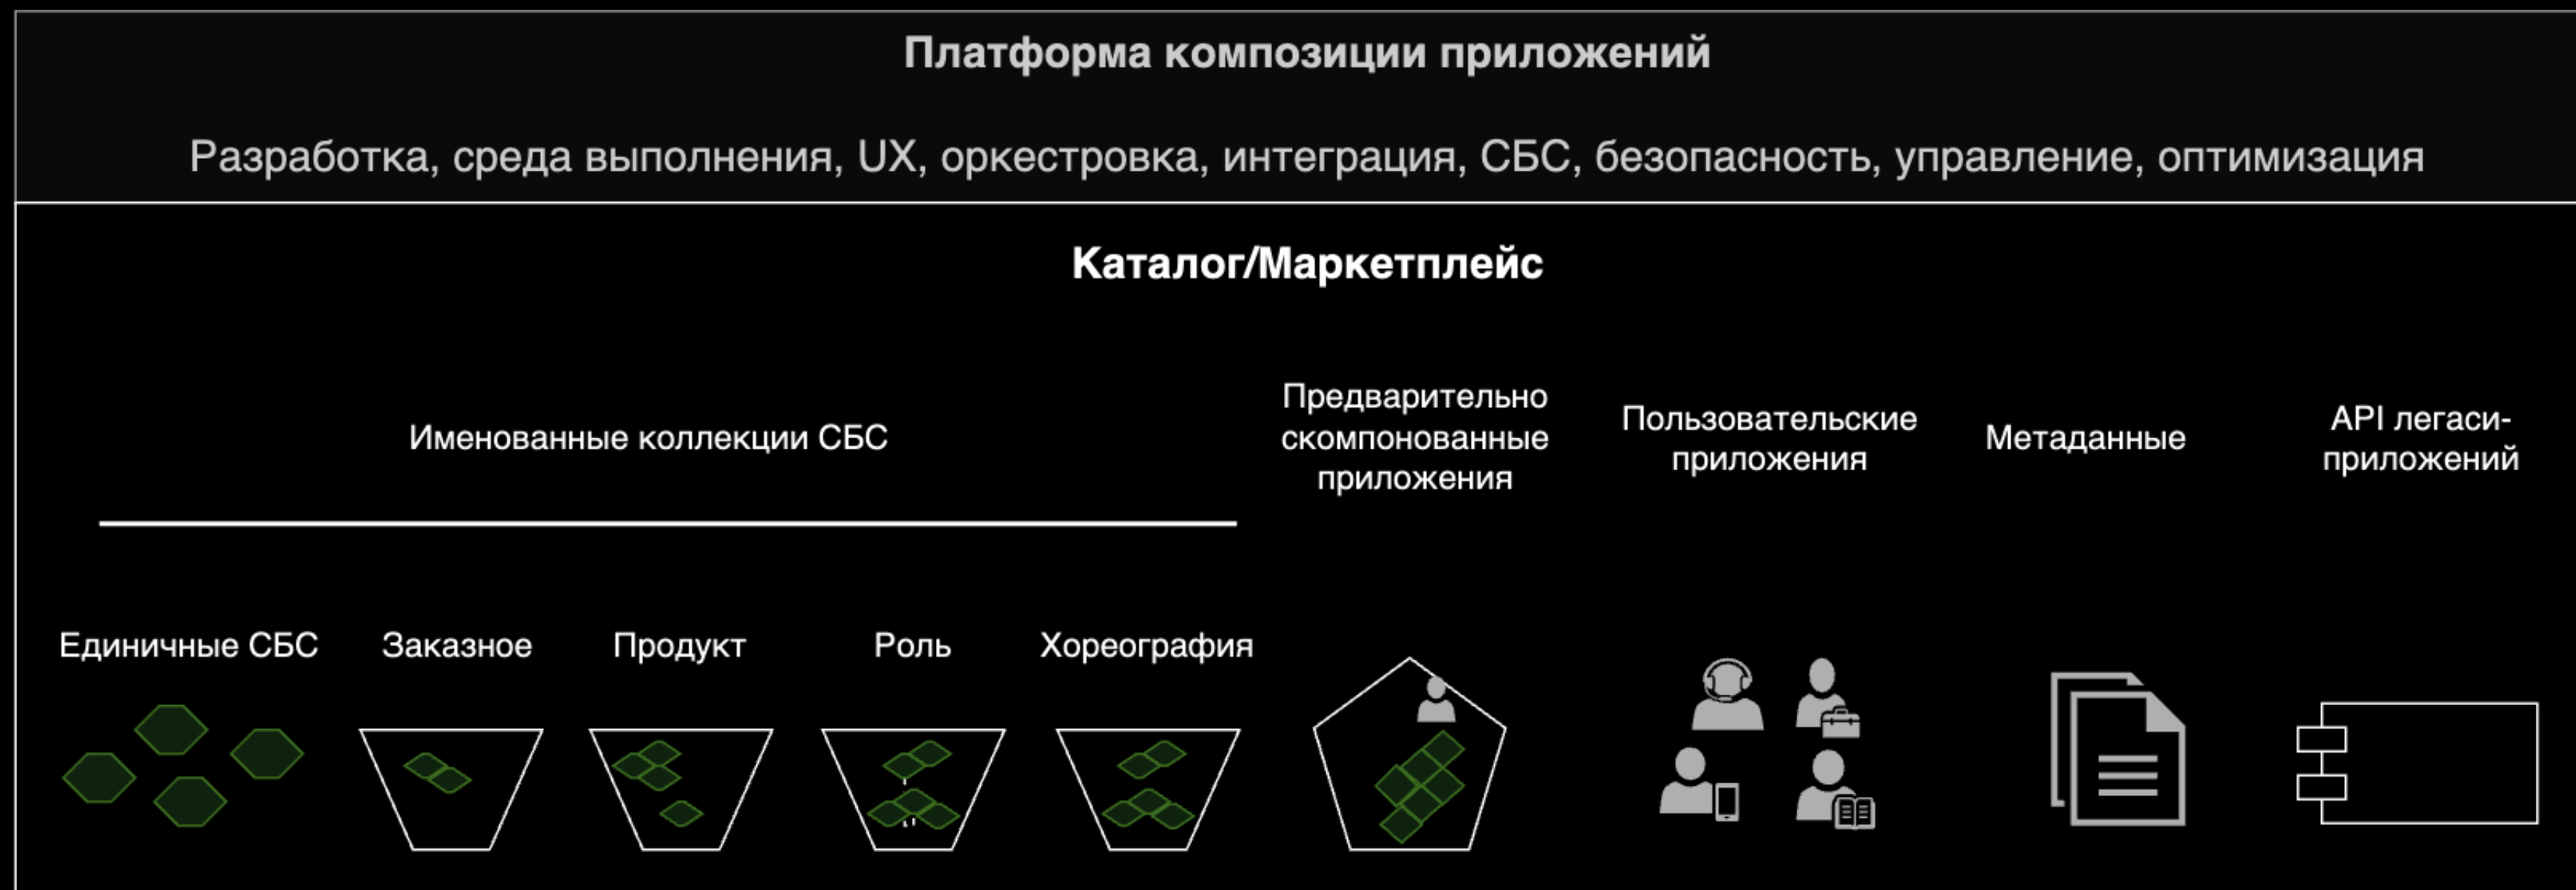 Платформа композиции приложений
Разработка, среда выполнения, UX, оркестровка, интеграция, СБС, безопасность, управление, оптимизация
Каталог/Маркетплейс
Именованные коллекции СБС
Предварительно
скомпонованные
приложения
Пользовательские
приложения
Метаданные
API легаси-
приложений
Единичные СБС
Заказное
Продукт
Роль
Хореография